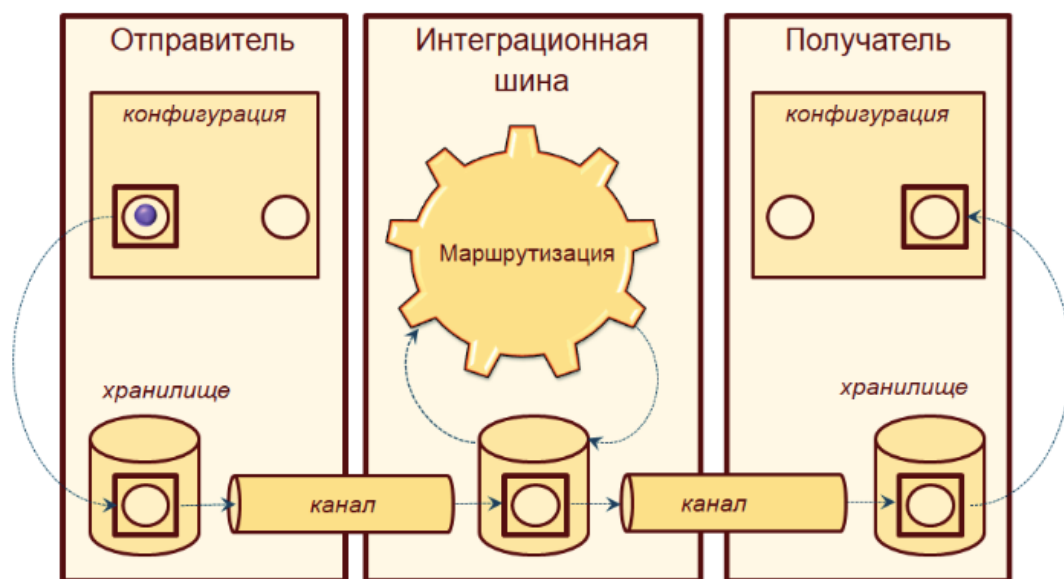 Отправитель
Интеграционная
шина
Получатель
конфигурация
конфигурация
Маршрутизация
хранилище
хранилище
канал
канал